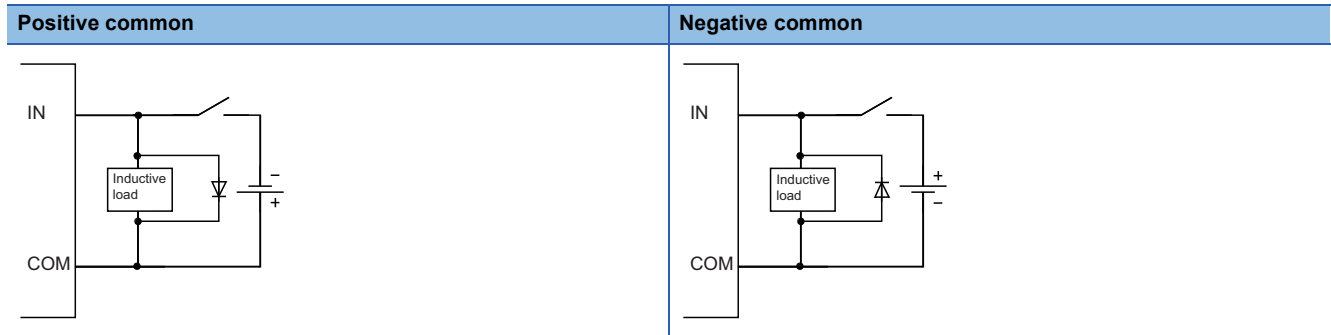 Positive common
Negative common
IN
Inductive
load
−
+
COM
IN
Inductive
load
+
−
COM